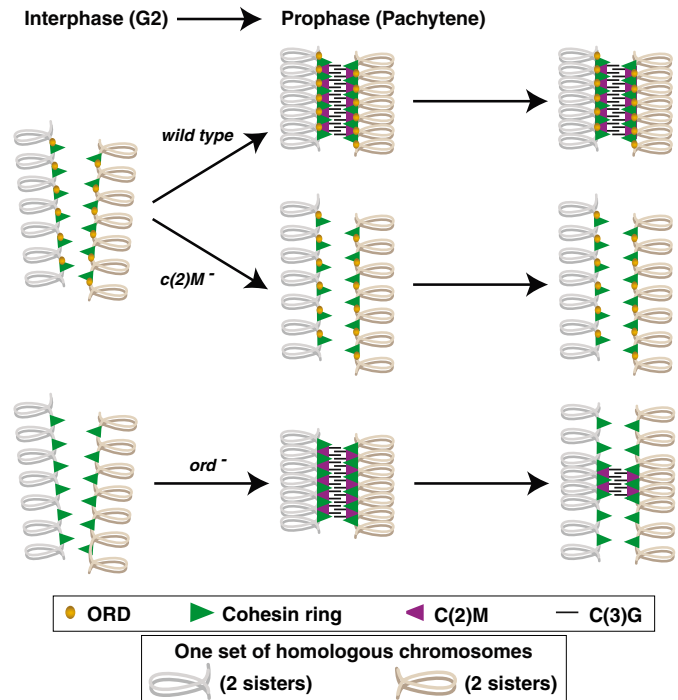 Interphase (G2) Prophase (Pachytene)
wild type
c(2)M -
ord -
ORD Cohesin ring C(2)M C(3)G
One set of homologous chromosomes
(2 sisters) (2 sisters)